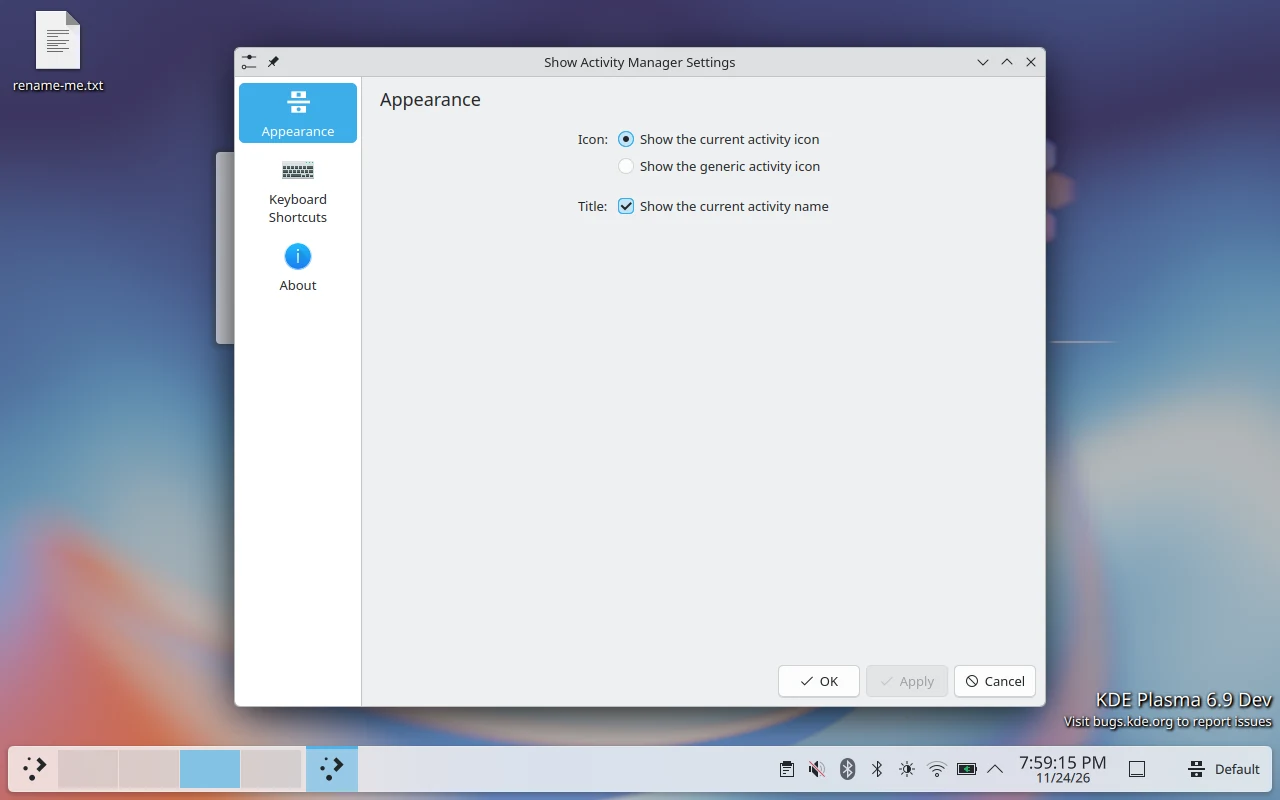 rename-me.txt
Show Activity Manager Settings
Appearance
Keyboard
Shortcuts
About
Appearance
Icon: Show the current activity icon
Show the generic activity icon
Title: Show the current activity name
OK Apply Cancel
KDE Plasma 6.9 Dev
Visit bugs.kde.org to report issues
7:59:15 PM
11/24/26
Default